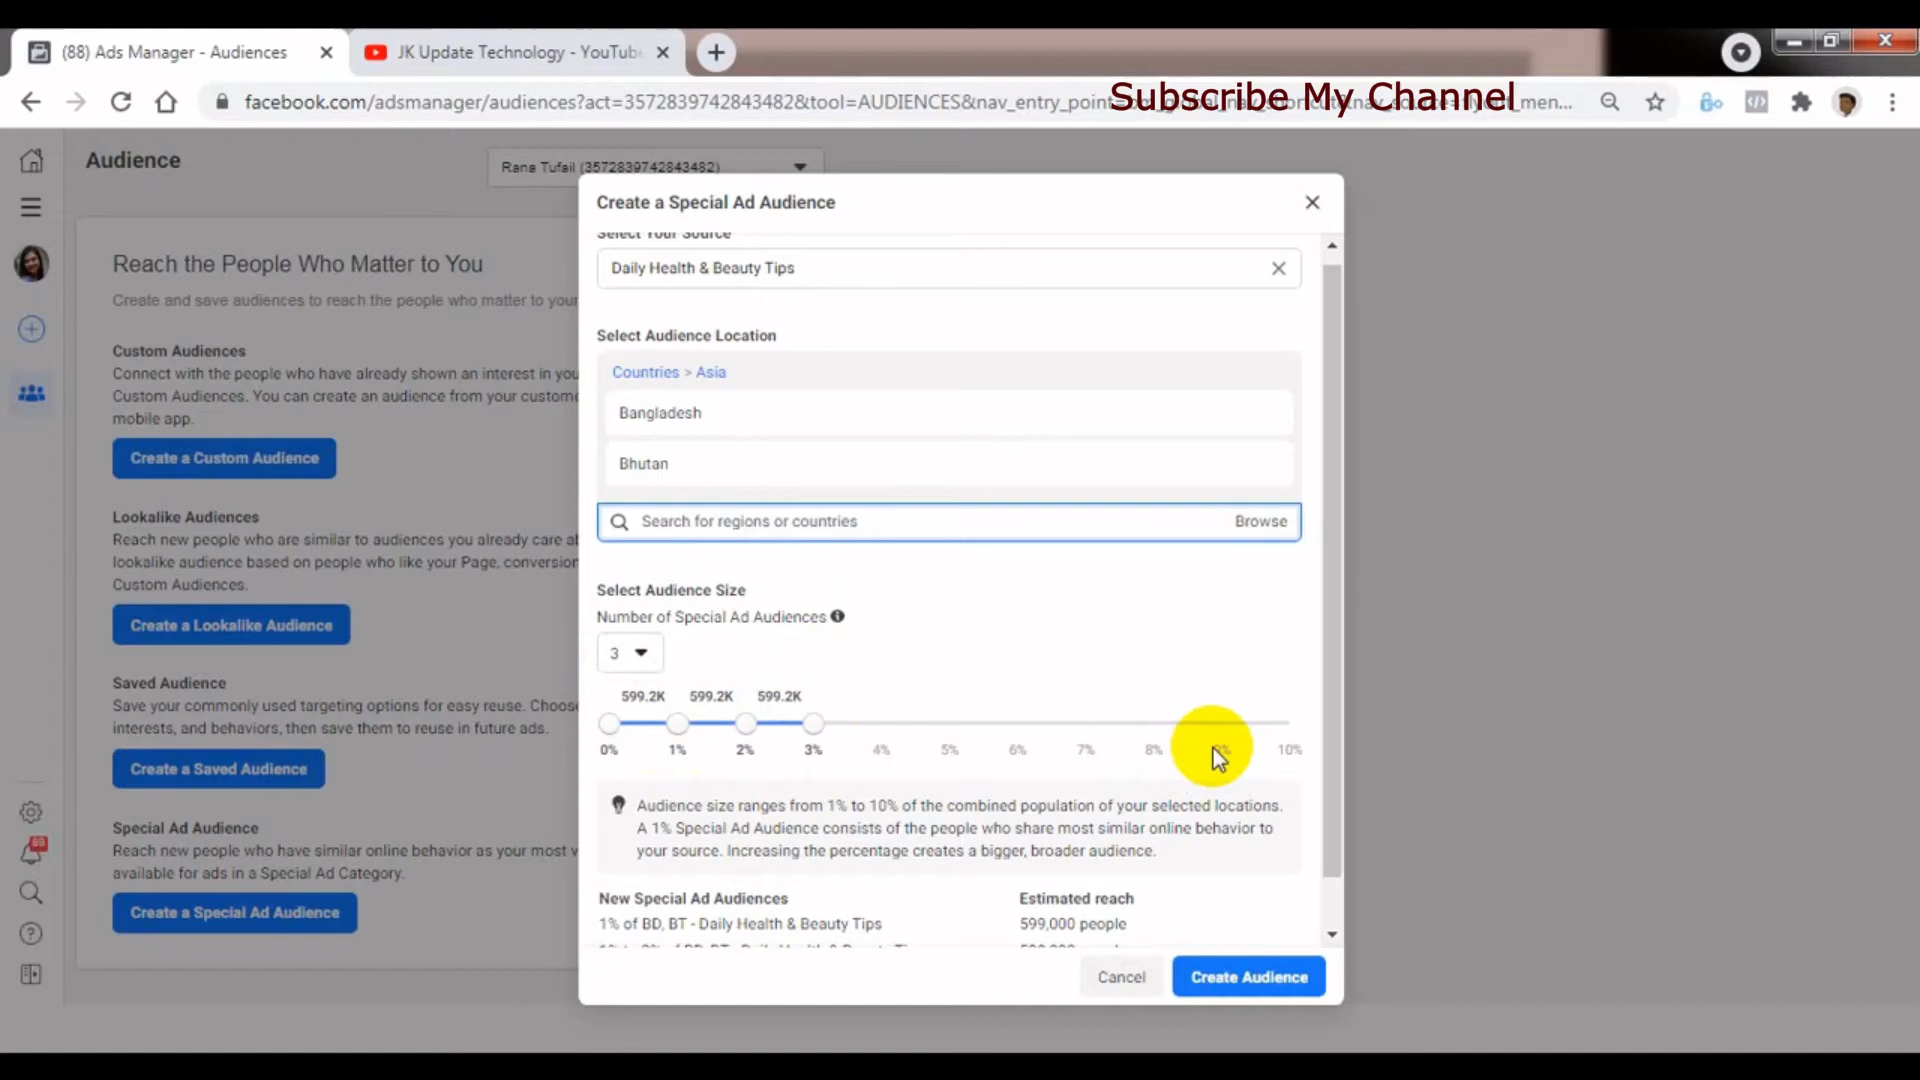 (88) Ads Manager - Audiences
JK Update Technology - YouTube
facebook.com/adsmanager/audiences?act=3572839742843482&tool=AUDIENCES&nav_entry_point=
Subscribe My Channel
Audience
Rana Tufail (3572839742843482)
Create a Special Ad Audience
Select Your Source
Daily Health & Beauty Tips
Reach the People Who Matter to You
Create and save audiences to reach the people who matter to your
Custom Audiences
Connect with the people who have already shown an interest in you
Custom Audiences. You can create an audience from your custome
mobile app.
Create a Custom Audience
Lookalike Audiences
Reach new people who are similar to audiences you already care ab
lookalike audience based on people who like your Page, conversion
Custom Audiences.
Create a Lookalike Audience
Saved Audience
Save your commonly used targeting options for easy reuse. Choose
interests, and behaviors, then save them to reuse in future ads.
Create a Saved Audience
Special Ad Audience
Reach new people who have similar online behavior as your most v
available for ads in a Special Ad Category.
Create a Special Ad Audience
Select Audience Location
Countries > Asia
Bangladesh
Bhutan
Search for regions or countries
Browse
Select Audience Size
Number of Special Ad Audiences
3
599.2K 599.2K 599.2K
0% 1% 2% 3% 4% 5% 6% 7% 8% 10%
Audience size ranges from 1% to 10% of the combined population of your selected locations.
A 1% Special Ad Audience consists of the people who share most similar online behavior to
your source. Increasing the percentage creates a bigger, broader audience.
New Special Ad Audiences Estimated reach
1% of BD, BT - Daily Health & Beauty Tips 599,000 people
Cancel
Create Audience